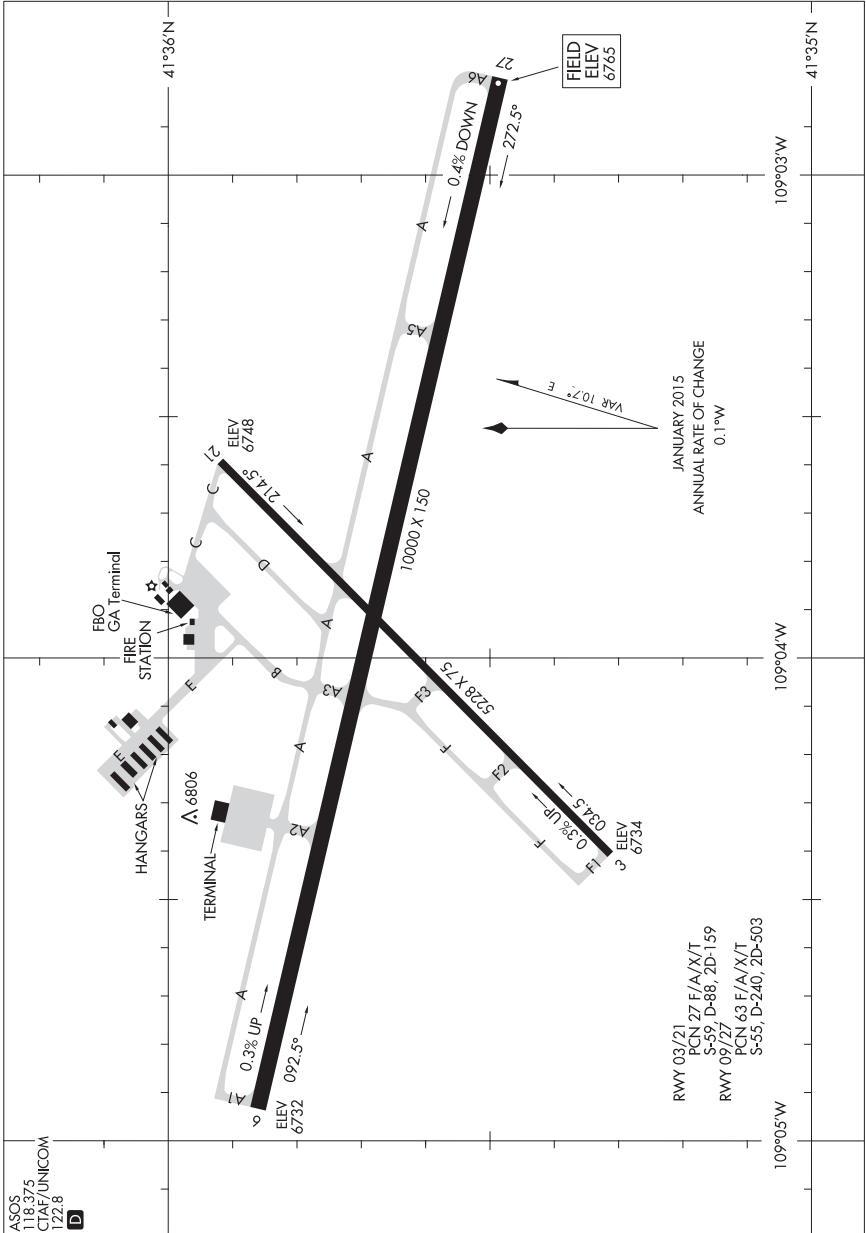 ASOS
118.375
CTAF/UNICOM
122.8
D
41°36'N
41°35'N
109°05'W
109°04'W
109°03'W
FBO
GA Terminal
FIRE
STATION
HANGARS
TERMINAL
6806
E
E
B
C
C
D
21
ELEV
6748
214.5°
A1
A
A2
A
A3
A
A
A5
A
A6
9
ELEV
6732
0.3% UP
092.5°
10000 X 150
0.4% DOWN
272.5°
27
FIELD
ELEV
6765
5228 X 75
F3
F
F2
F
F1
0.3% UP
034.5
3
ELEV
6734
VAR 10.7° E
JANUARY 2015
ANNUAL RATE OF CHANGE
0.1°W
RWY 03/21
PCN 27 F/A/X/T
S-59, D-88, 2D-159
RWY 09/27
PCN 63 F/A/X/T
S-55, D-240, 2D-503